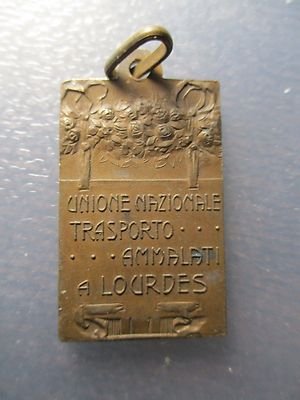 UNIONE NAZIONALE
TRASPORTO . . .
. . . AMMALATI
A LOURDES